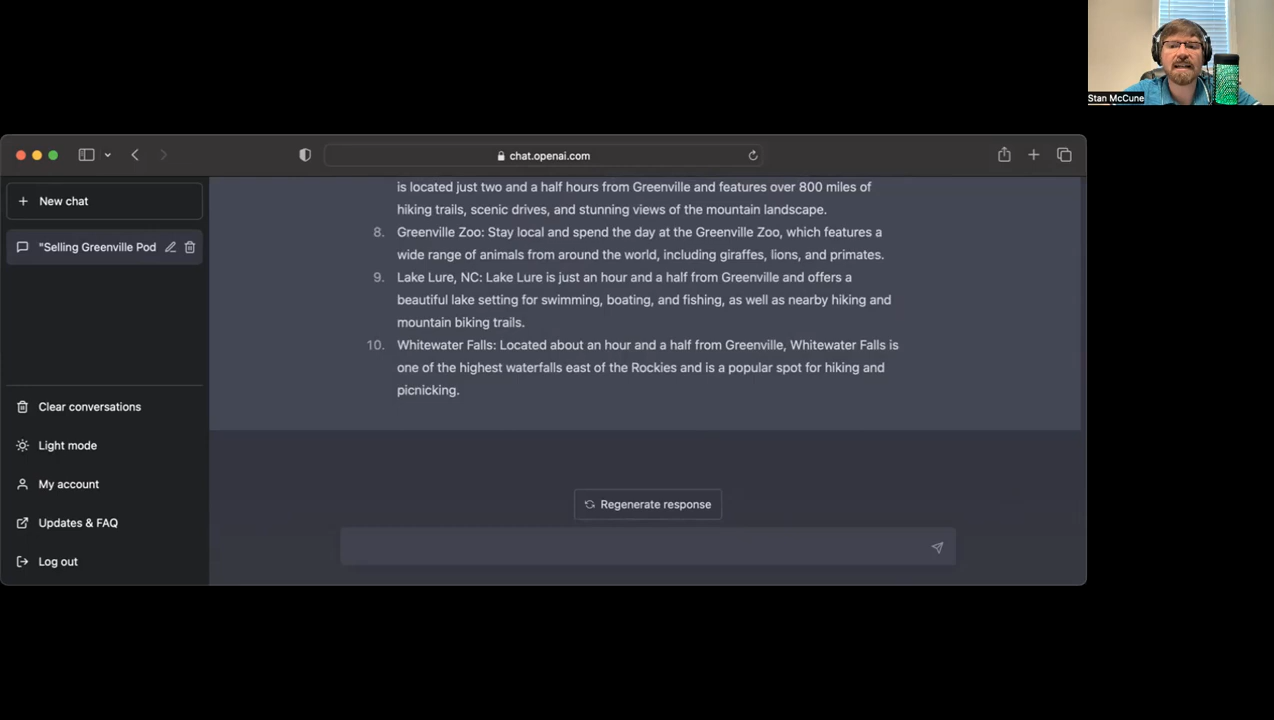 Stan McCune
chat.openai.com
+ New chat
"Selling Greenville Pod
Clear conversations
Light mode
My account
Updates & FAQ
Log out
is located just two and a half hours from Greenville and features over 800 miles of
hiking trails, scenic drives, and stunning views of the mountain landscape.
8. Greenville Zoo: Stay local and spend the day at the Greenville Zoo, which features a
wide range of animals from around the world, including giraffes, lions, and primates.
9. Lake Lure, NC: Lake Lure is just an hour and a half from Greenville and offers a
beautiful lake setting for swimming, boating, and fishing, as well as nearby hiking and
mountain biking trails.
10. Whitewater Falls: Located about an hour and a half from Greenville, Whitewater Falls is
one of the highest waterfalls east of the Rockies and is a popular spot for hiking and
picnicking.
Regenerate response